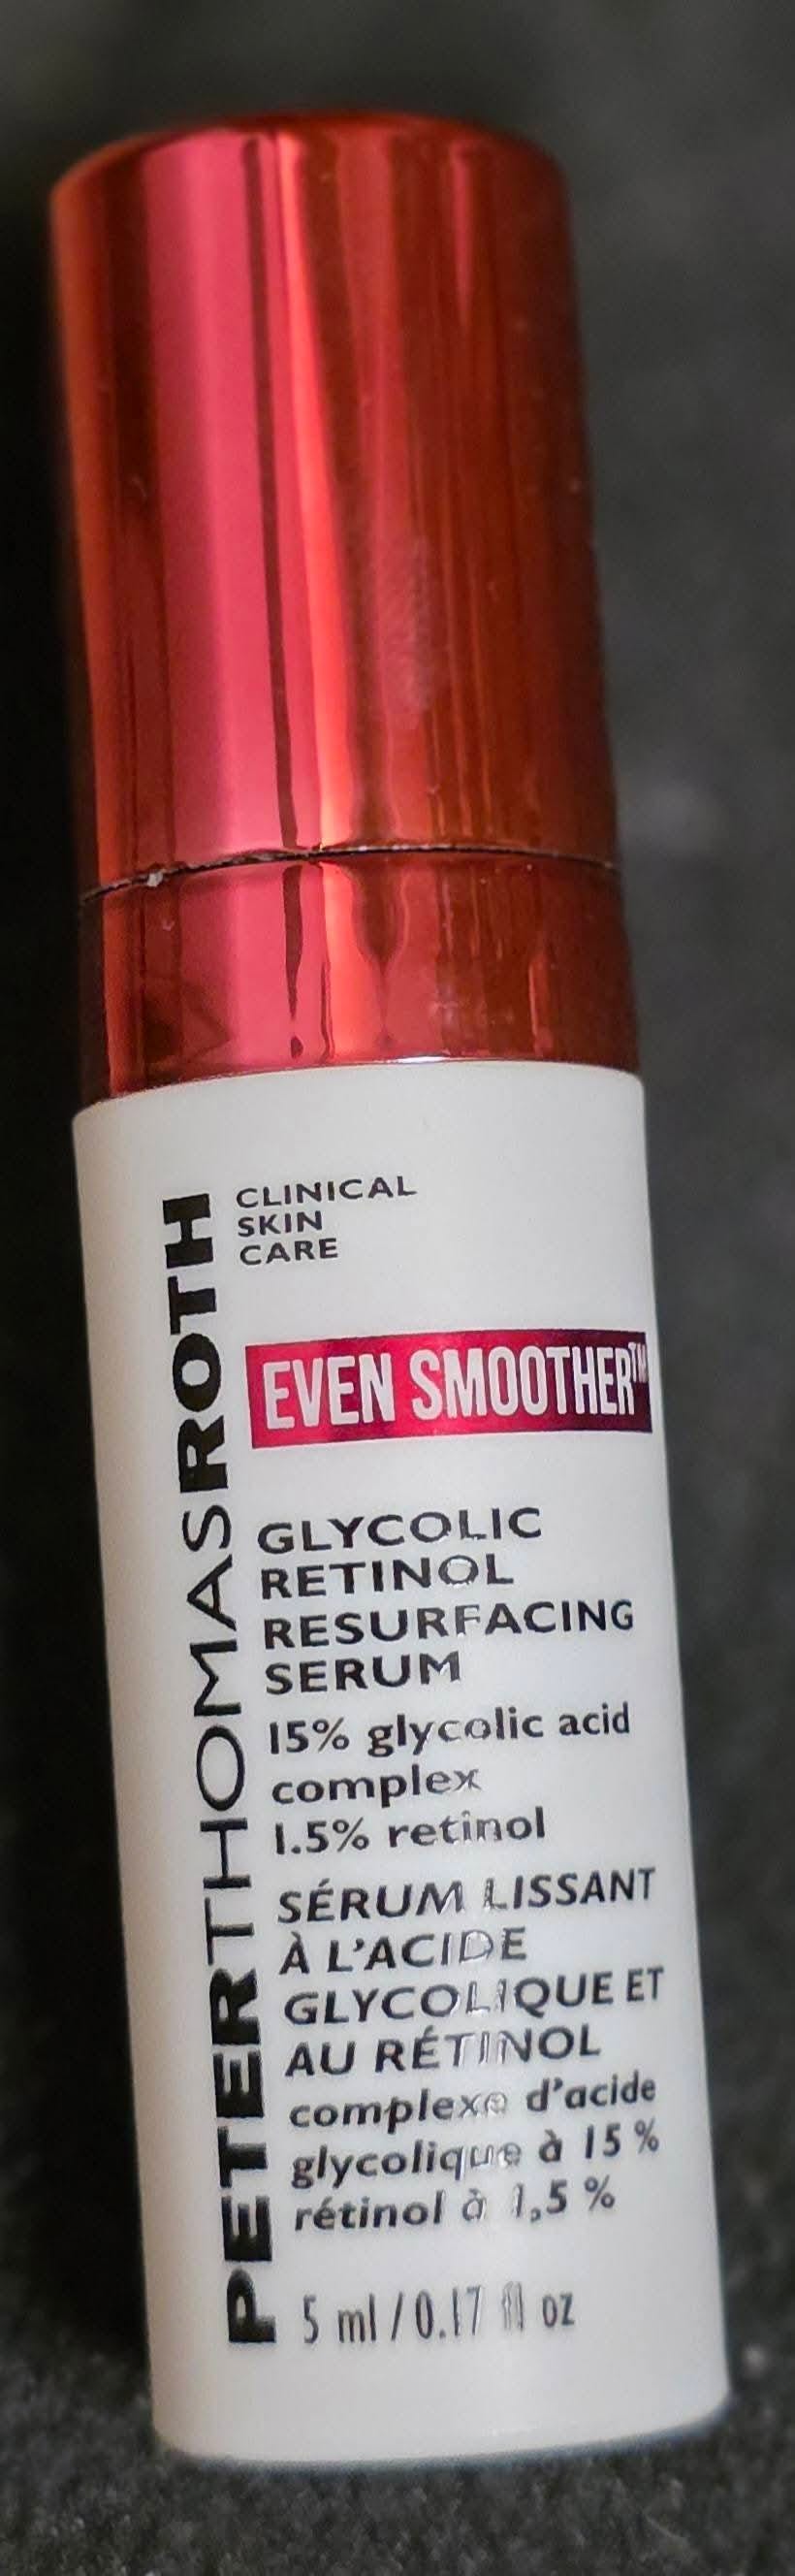 PETERTHOMASROTH
CLINICAL
SKIN
CARE
EVEN SMOOTHER™
GLYCOLIC
RETINOL
RESURFACING
SERUM
15% glycolic acid
complex
1.5% retinol
SÉRUM LISSANT
À L'ACIDE
GLYCOLIQUE ET
AU RÉTINOL
complexe d'acide
glycolique à 15 %
rétinol à 1,5 %
5 ml / 0.17 fl oz